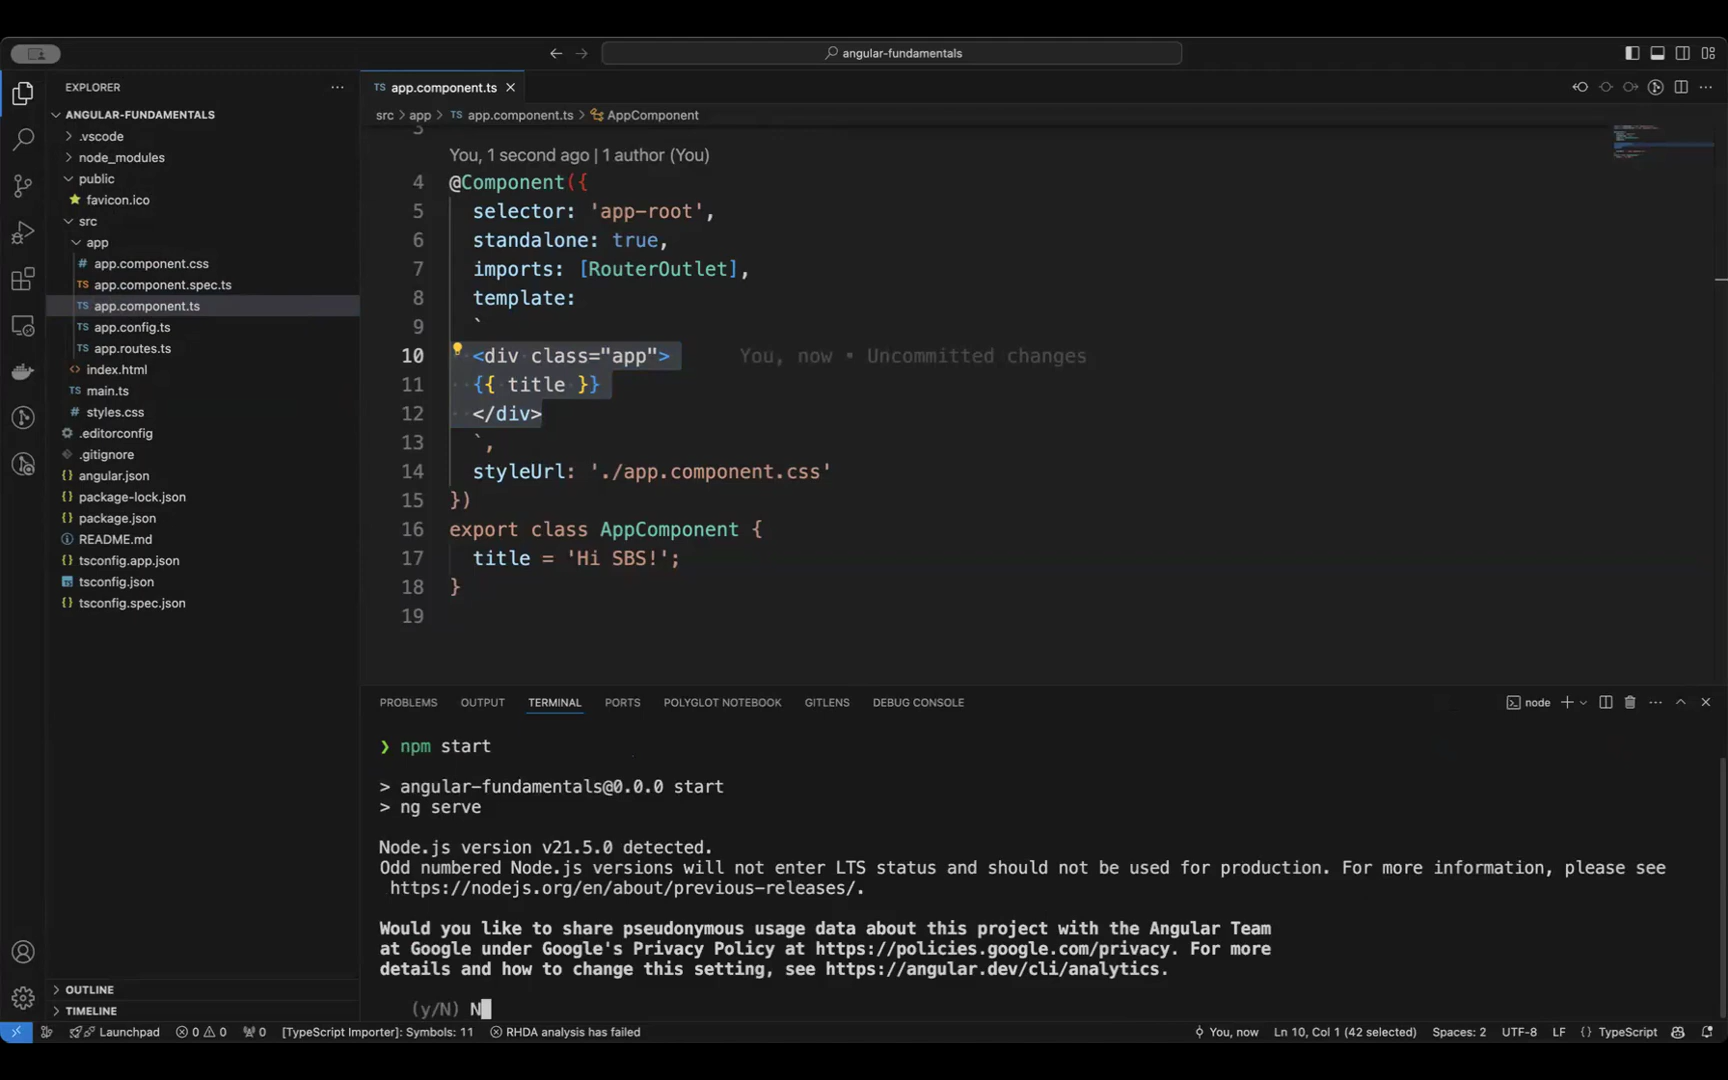 angular-fundamentals
EXPLORER
ANGULAR-FUNDAMENTALS
.vscode
node_modules
public
favicon.ico
src
app
app.component.css
TS app.component.spec.ts
TS app.component.ts
TS app.config.ts
TS app.routes.ts
index.html
TS main.ts
# styles.css
.editorconfig
.gitignore
{} angular.json
{} package-lock.json
{} package.json
README.md
tsconfig.app.json
tsconfig.json
{} tsconfig.spec.json
OUTLINE
TIMELINE
TS app.component.ts
src > app > TS app.component.ts > AppComponent
3
You, 1 second ago | 1 author (You)
4 @Component({
5 selector: 'app-root',
6 standalone: true,
7 imports: [RouterOutlet],
8 template:
9 `
10 <div class="app"> You, now • Uncommitted changes
11 {{ title }}
12 </div>
13 `,
14 styleUrl: './app.component.css'
15 })
16 export class AppComponent {
17 title = 'Hi SBS!';
18 }
19
PROBLEMS OUTPUT TERMINAL PORTS POLYGLOT NOTEBOOK GITLENS DEBUG CONSOLE
node
❯ npm start
> angular-fundamentals@0.0.0 start
> ng serve
Node.js version v21.5.0 detected.
Odd numbered Node.js versions will not enter LTS status and should not be used for production. For more information, please see
https://nodejs.org/en/about/previous-releases/.
Would you like to share pseudonymous usage data about this project with the Angular Team
at Google under Google's Privacy Policy at https://policies.google.com/privacy. For more
details and how to change this setting, see https://angular.dev/cli/analytics.
(y/N) N
Launchpad 0 0 0 [TypeScript Importer]: Symbols: 11 RHDA analysis has failed You, now Ln 10, Col 1 (42 selected) Spaces: 2 UTF-8 LF {} TypeScript